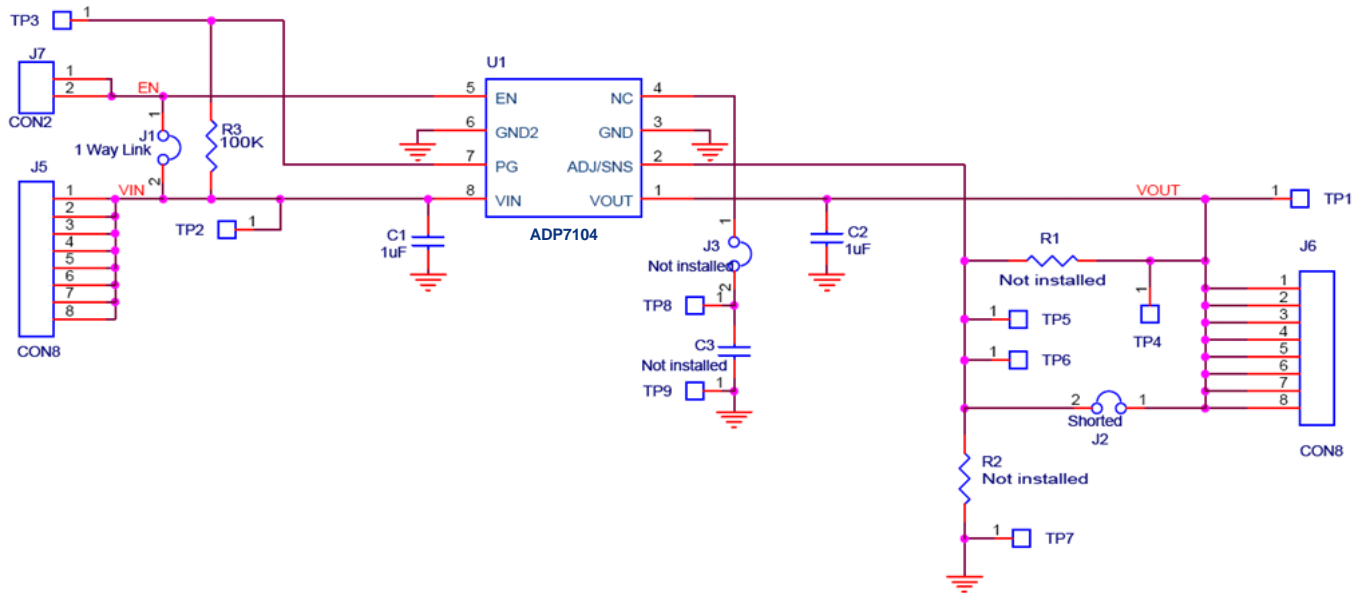 TP3 1
J7
1
2
CON2
EN
J1
1 Way Link
1
2
R3
100K
J5
1
2
3
4
5
6
7
8
CON8
VIN
TP2 1
C1
1uF
U1
5 EN
6 GND2
7 PG
8 VIN
NC 4
GND 3
ADJ/SNS 2
VOUT 1
ADP7104
J3
Not installed
1
2
TP8 1
C3
Not installed
TP9 1
C2
1uF
VOUT
1 TP1
R1
Not installed
1
TP4
1 TP5
1 TP6
2 1
Shorted
J2
R2
Not installed
1 TP7
J6
1
2
3
4
5
6
7
8
CON8